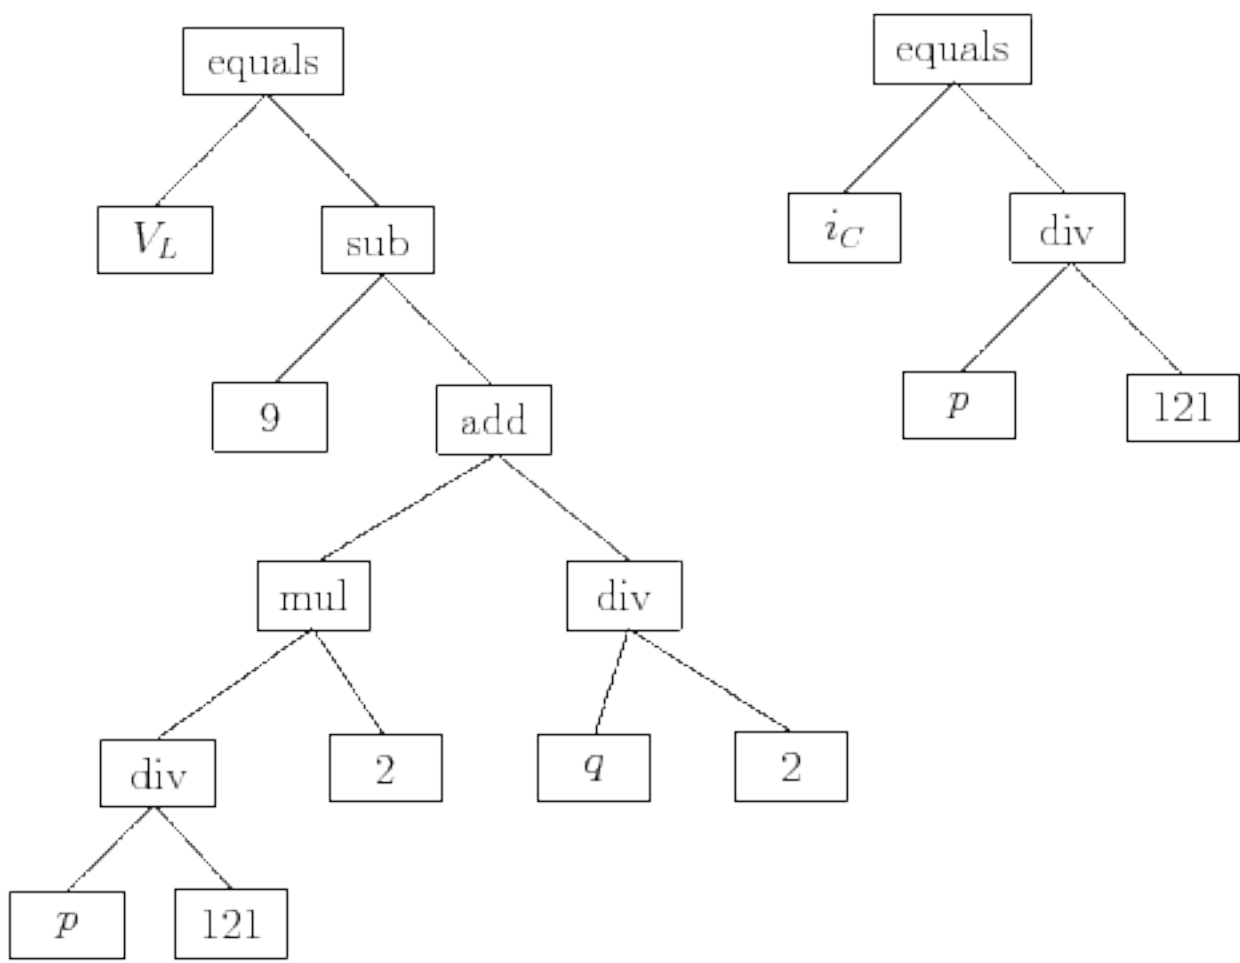 equals
equals
V_L
sub
i_C
div
9
add
p
121
mul
div
div
2
q
2
p
121